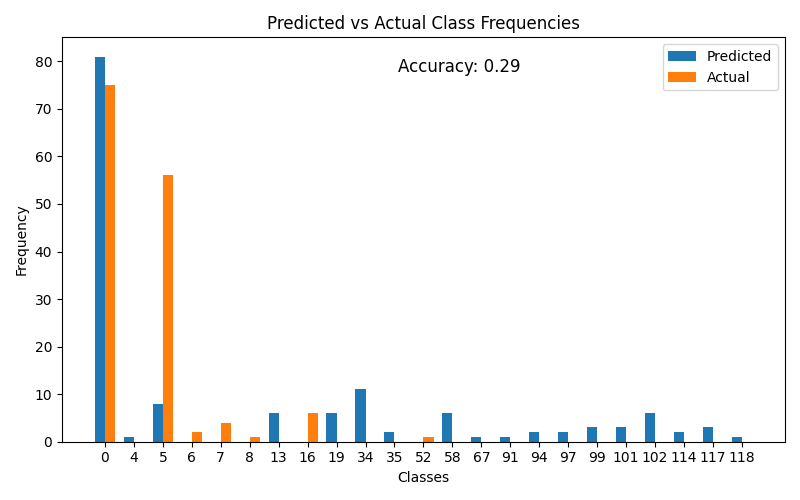 Predicted vs Actual Class Frequencies
Accuracy: 0.29
Predicted
Actual
Frequency
80
70
60
50
40
30
20
10
0
0 4 5 6 7 8 13 16 19 34 35 52 58 67 91 94 97 99 101 102 114 117 118
Classes